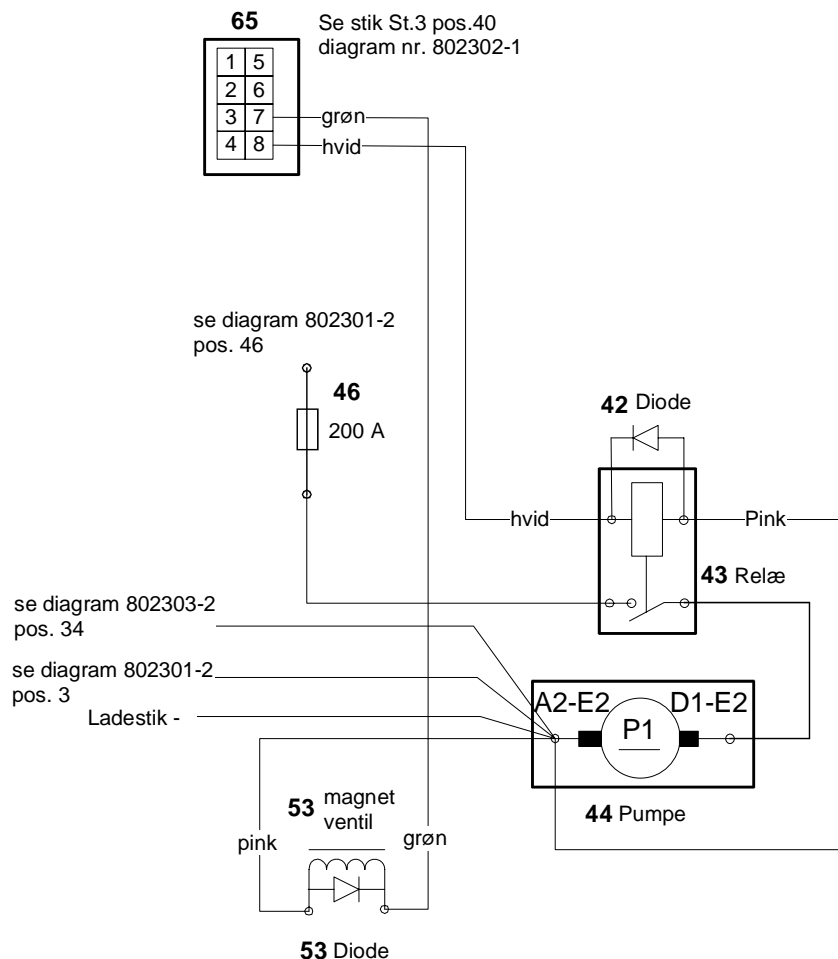 65
Se stik St.3 pos.40
diagram nr. 802302-1
1 5
2 6
3 7
4 8
grøn
hvid
se diagram 802301-2
pos. 46
46
200 A
42 Diode
hvid
Pink
43 Relæ
se diagram 802303-2
pos. 34
se diagram 802301-2
pos. 3
Ladestik -
A2-E2
D1-E2
P1
44 Pumpe
53 magnet
ventil
pink
grøn
53 Diode